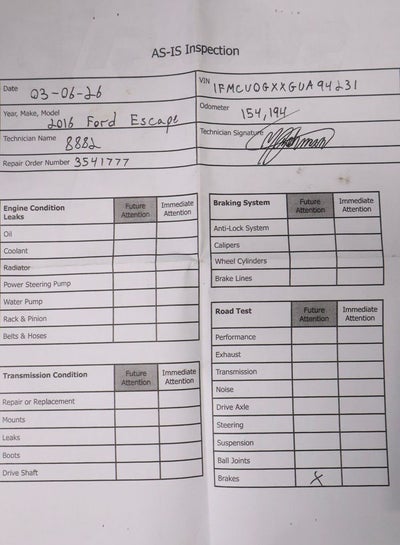 AS-IS Inspection
Date 03-06-26
VIN 1FMCU0GXXGUA94231
Year, Make, Model 2016 Ford Escape
Odometer 154,194
Technician Name 8882
Technician Signature
Repair Order Number 3541777
Engine Condition Leaks Future Attention Immediate Attention
Oil
Coolant
Radiator
Power Steering Pump
Water Pump
Rack & Pinion
Belts & Hoses
Transmission Condition Future Attention Immediate Attention
Repair or Replacement
Mounts
Leaks
Boots
Drive Shaft
Braking System Future Attention Immediate Attention
Anti-Lock System
Calipers
Wheel Cylinders
Brake Lines
Road Test Future Attention Immediate Attention
Performance
Exhaust
Transmission
Noise
Drive Axle
Steering
Suspension
Ball Joints
Brakes X